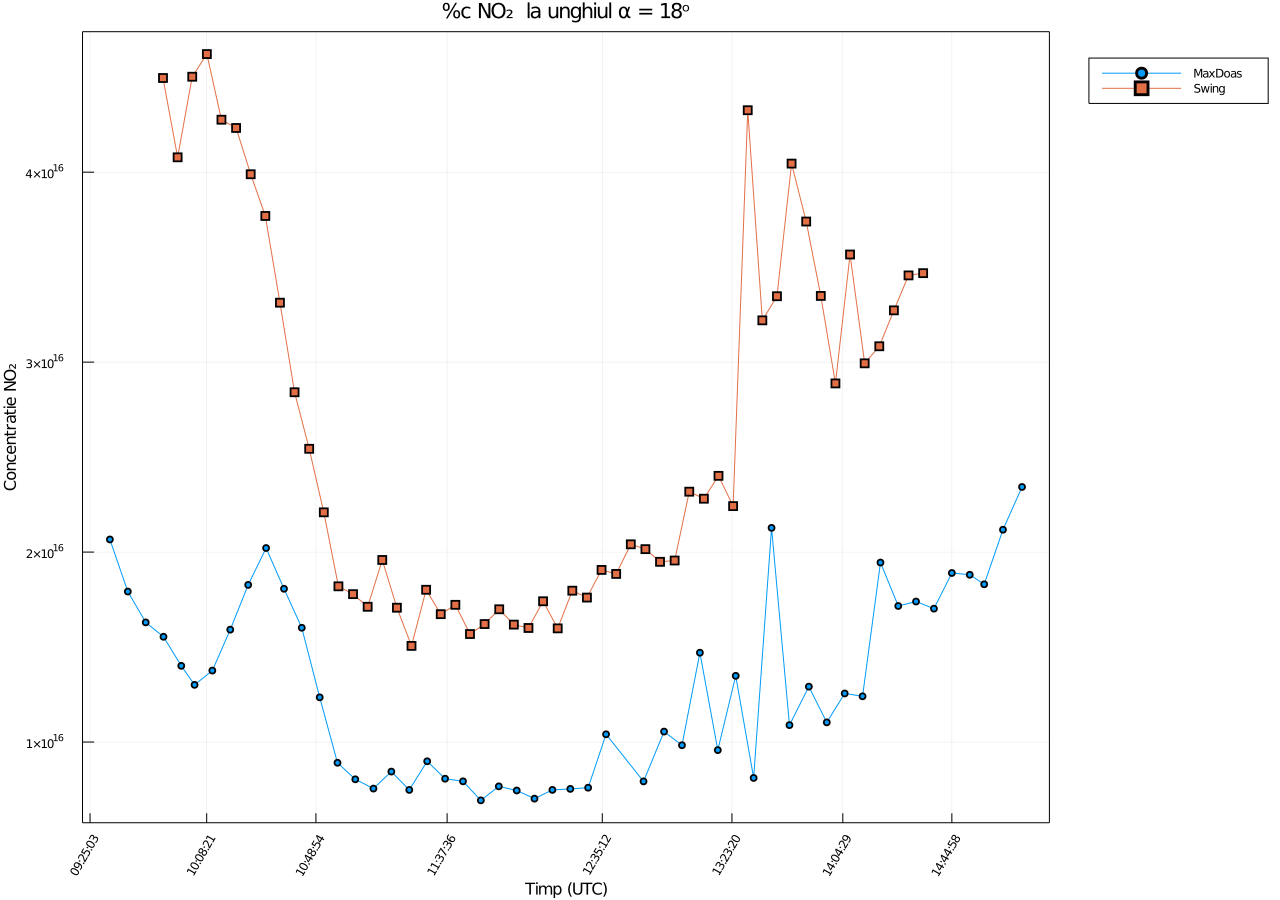 %c NO₂ la unghiul α = 18ᵒ
MaxDoas
Swing
Concentratie NO₂
4×10¹⁶
3×10¹⁶
2×10¹⁶
1×10¹⁶
09:25:03
10:08:21
10:48:54
11:37:36
12:35:12
13:23:20
14:04:29
14:44:58
Timp (UTC)